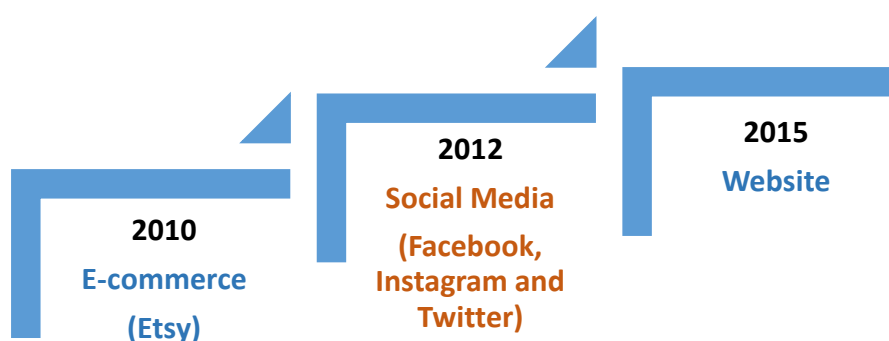 2010
E-commerce
(Etsy)
2012
Social Media
(Facebook,
Instagram and
Twitter)
2015
Website